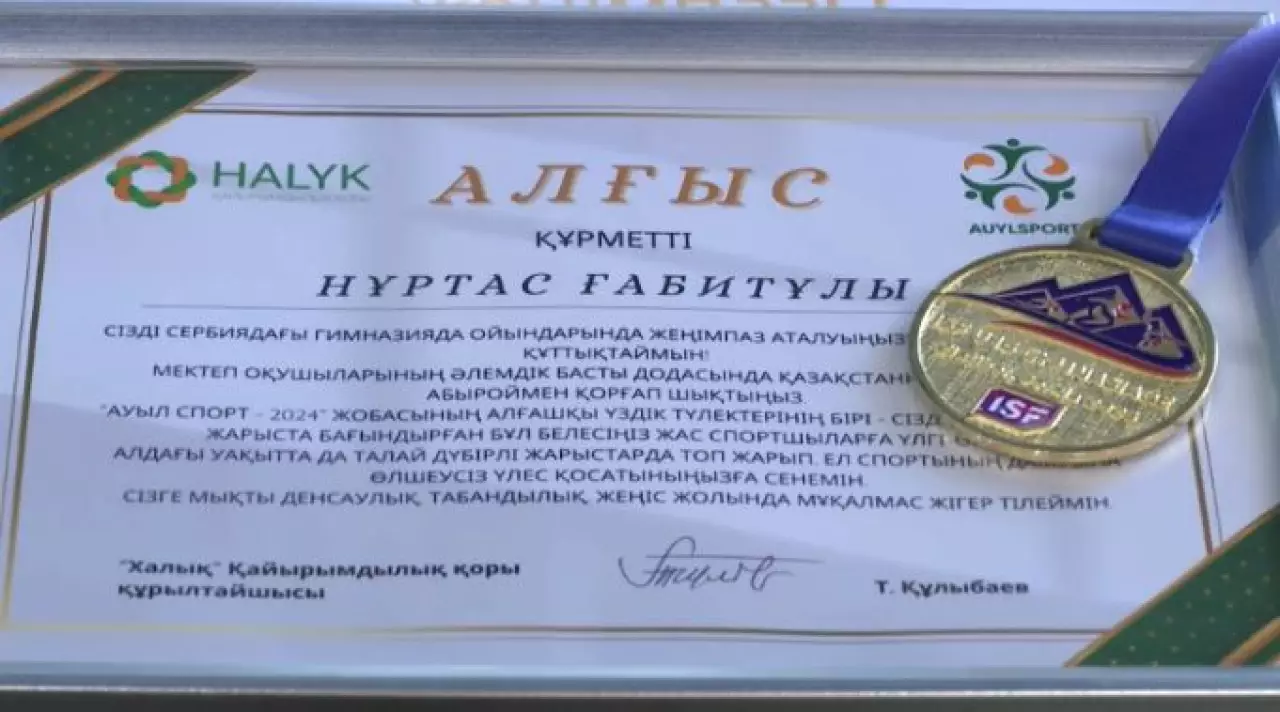 HALYK
АЛҒЫС
AUYLSPORT
ҚҰРМЕТТІ
НҰРТАС ҒАБИТҰЛЫ
СІЗДІ СЕРБИЯДАҒЫ ГИМНАЗИЯДА ОЙЫНДАРЫНДА ЖЕҢІМПАЗ АТАЛУЫҢЫЗ
ҚҰТТЫҚТАЙМЫН!
МЕКТЕП ОҚУШЫЛАРЫНЫҢ ӘЛЕМДІК БАСТЫ ДОДАСЫНДА ҚАЗАҚСТАН
АБЫРОЙМЕН ҚОРҒАП ШЫҚТЫҢЫЗ.
"АУЫЛ СПОРТ - 2024" ЖОБАСЫНЫҢ АЛҒАШҚЫ ҮЗДІК ТҮЛЕКТЕРІНІҢ БІРІ - СІЗД
ЖАРЫСТА БАҒЫНДЫРҒАН БҰЛ БЕЛЕСІҢІЗ ЖАС СПОРТШЫЛАРҒА ҮЛГІ
АЛДАҒЫ УАҚЫТТА ДА ТАЛАЙ ДҮБІРЛІ ЖАРЫСТАРДА ТОП ЖАРЫП, ЕЛ СПОРТЫНЫҢ
ӨЛШЕУСІЗ ҮЛЕС ҚОСАТЫНЫҢЫЗҒА СЕНЕМІН.
СІЗГЕ МЫҚТЫ ДЕНСАУЛЫҚ, ТАБАНДЫЛЫҚ, ЖЕҢІС ЖОЛЫНДА МҰҚАЛМАС ЖІГЕР ТІЛЕЙМІН.
"Халық" Қайырымдылық қоры
құрылтайшысы
Т. Құлыбаев
ISF